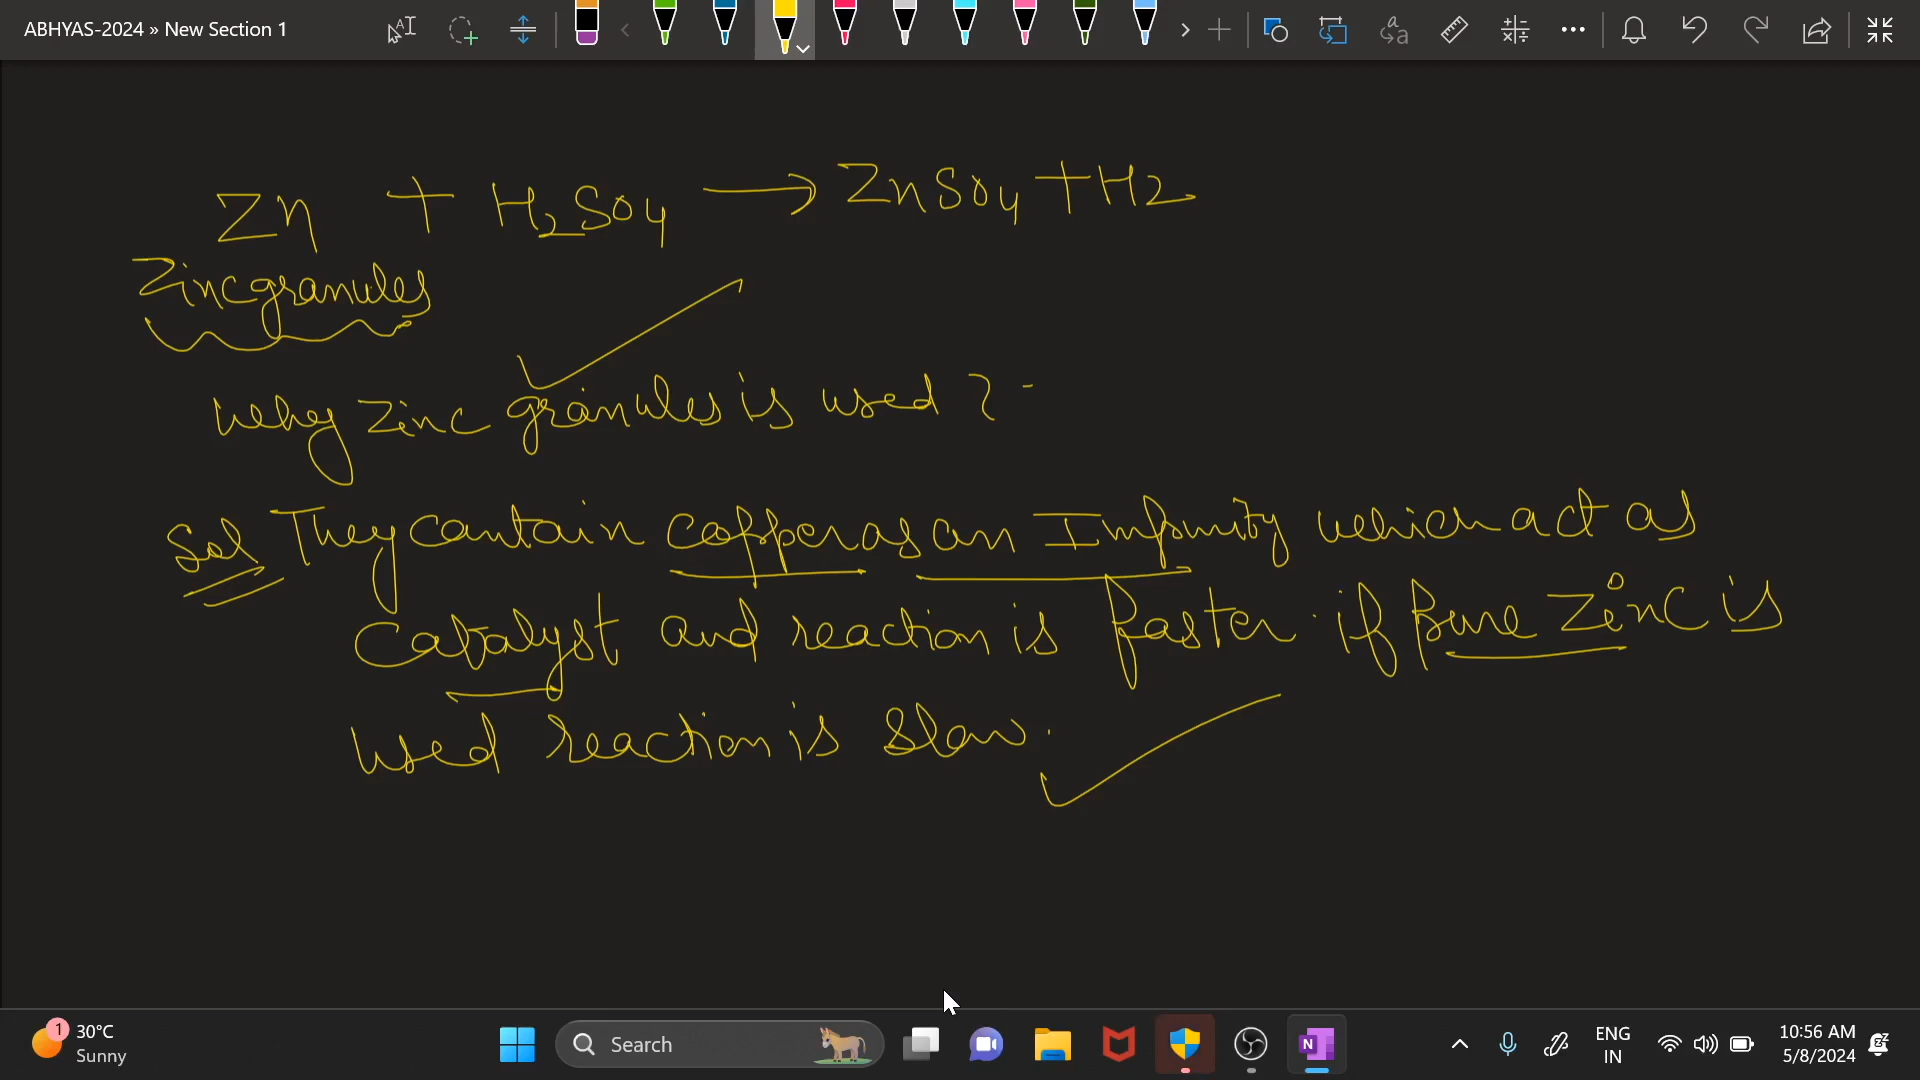 ABHYAS-2024 » New Section 1
Zn + H2SO4 → ZnSO4 + H2
Zinc granules
Why Zinc granules is used ? -
Sol They contain copper as an Impurity which act as
Catalyst and reaction is faster. if Pure Zinc is
used reaction is slow.
1
30°C
Sunny
Search
ENG
IN
10:56 AM
5/8/2024